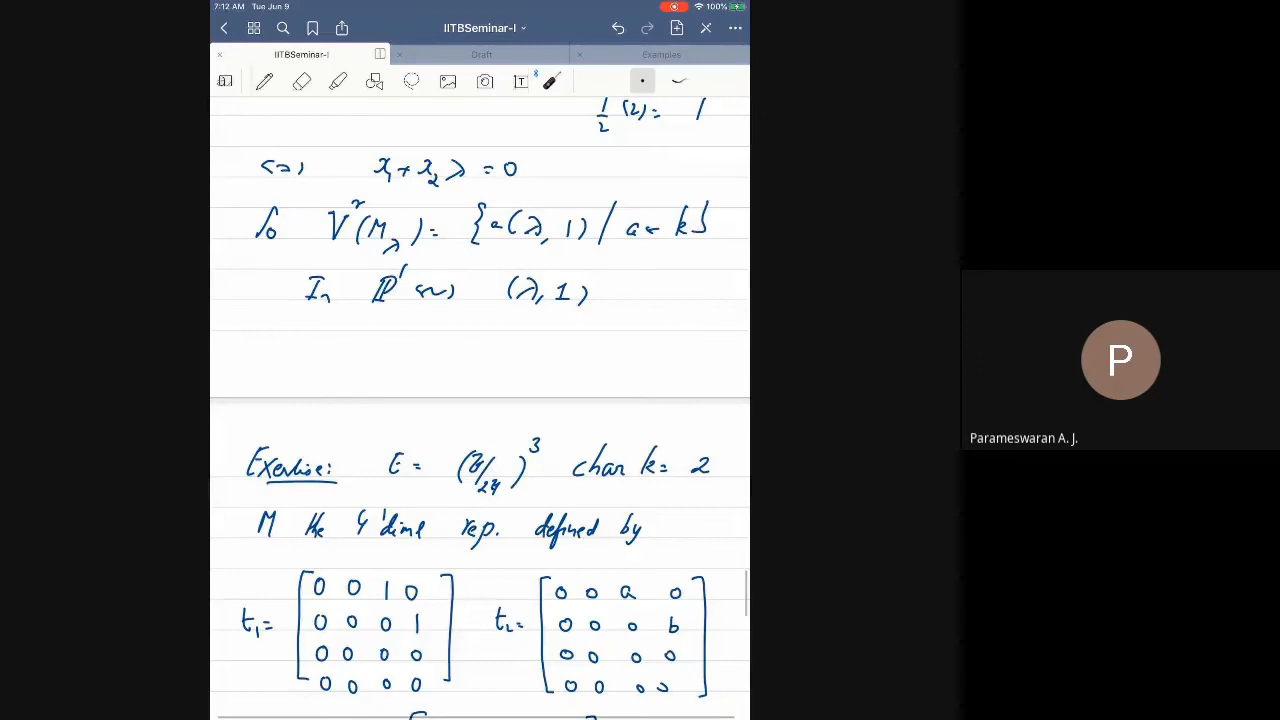 7:12 AM Tue Jun 9
100%
IITBSeminar-I
IITBSeminar-I Draft Examples
1/2 (2) = 1
<=> x₁ + x₂ λ = 0
So Vʳ(M_λ) = {a(λ, 1) / a ∈ k}
In ℙ¹ <~> (λ, 1)
Exercise: E = (ℤ/2ℤ)³ char k = 2
M the 4 diml rep. defined by
t₁ = [0 0 1 0 t₂ = [0 0 a 0
0 0 0 1 0 0 0 b
0 0 0 0 0 0 0 0
0 0 0 0] 0 0 0 0]
P
Parameswaran A. J.